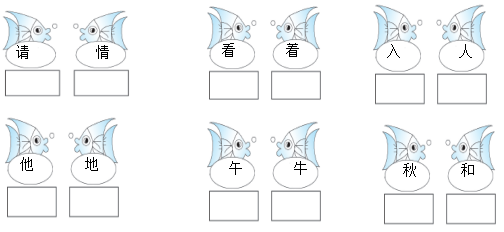 请 情 看 着 入 人
他 地 午 牛 秋 和